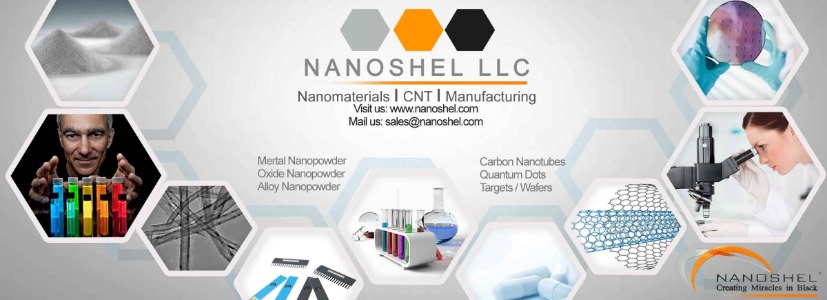 NANOSHEL LLC
Nanomaterials | CNT | Manufacturing
Visit us: www.nanoshel.com
Mail us: sales@nanoshel.com
Mertal Nanopowder
Oxide Nanopowder
Alloy Nanopowder
Carbon Nanotubes
Quantum Dots
Targets / Wafers
NANOSHEL
Creating Miracles in Black